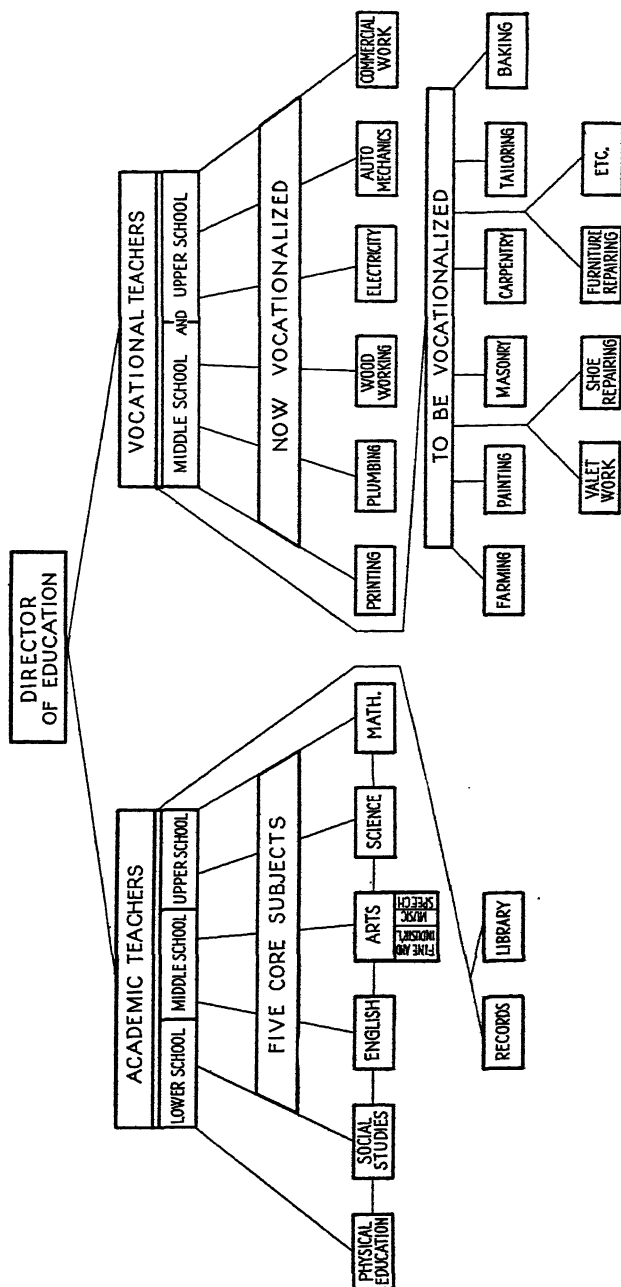 DIRECTOR
OF EDUCATION
ACADEMIC TEACHERS
LOWER SCHOOL
MIDDLE SCHOOL
UPPER SCHOOL
FIVE CORE SUBJECTS
PHYSICAL
EDUCATION
SOCIAL
STUDIES
ENGLISH
ARTS
FINE AND
INDUSTR'L
MUSIC
SPEECH
SCIENCE
MATH.
RECORDS
LIBRARY
VOCATIONAL TEACHERS
MIDDLE SCHOOL AND UPPER SCHOOL
NOW VOCATIONALIZED
PRINTING
PLUMBING
WOOD
WORKING
ELECTRICITY
AUTO
MECHANICS
COMMERCIAL
WORK
TO BE VOCATIONALIZED
FARMING
PAINTING
MASONRY
CARPENTRY
TAILORING
BAKING
VALET
WORK
SHOE
REPAIRING
FURNITURE
REPAIRING
ETC.